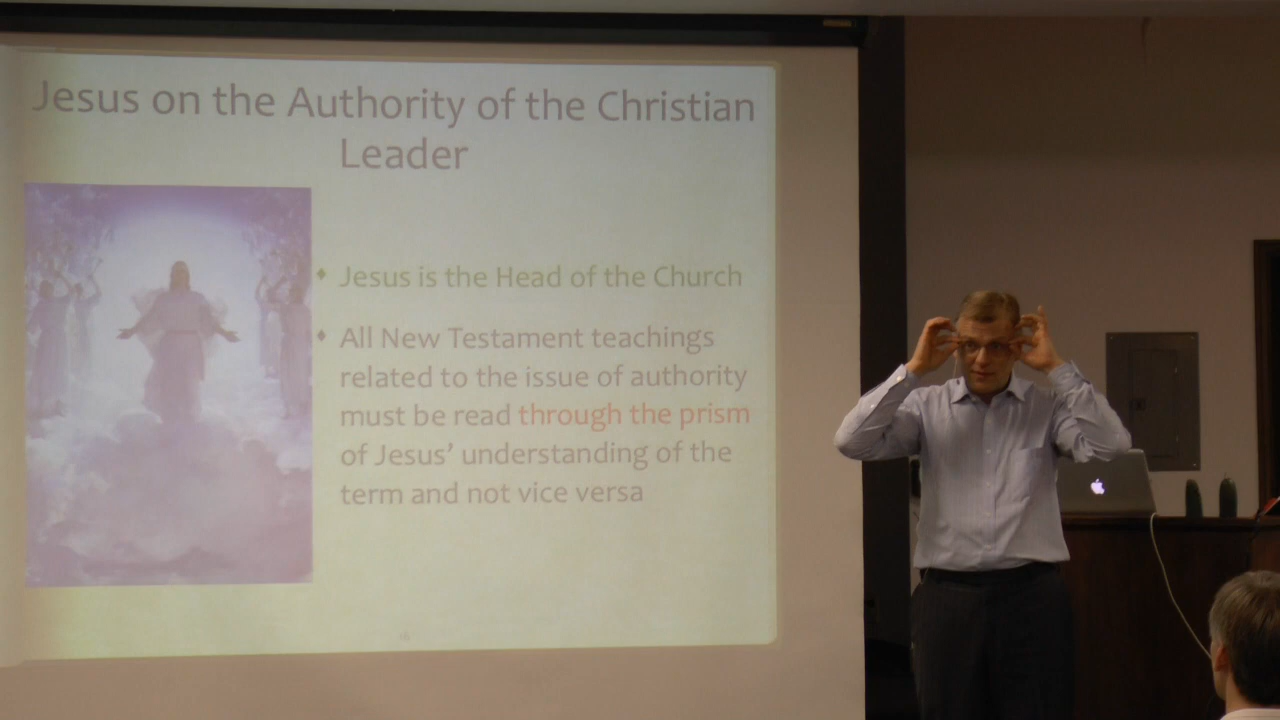 Jesus on the Authority of the Christian
Leader
Jesus is the Head of the Church
All New Testament teachings
related to the issue of authority
must be read through the prism
of Jesus' understanding of the
term and not vice versa